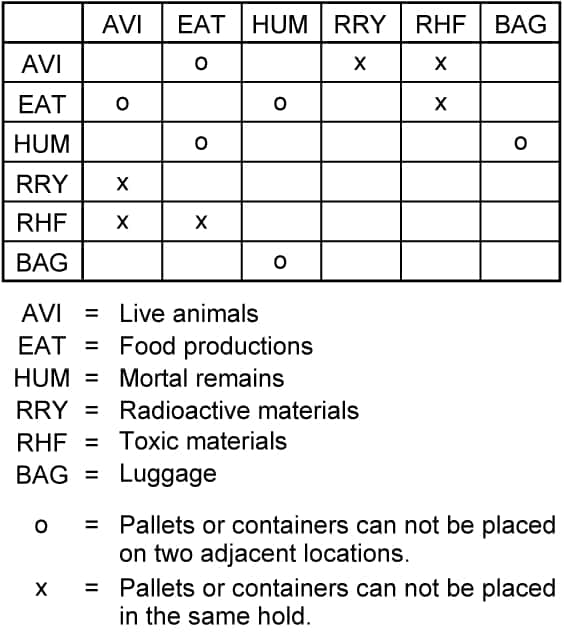 AVI EAT HUM RRY RHF BAG
AVI o x x
EAT o o x
HUM o o
RRY x
RHF x x
BAG o
AVI = Live animals
EAT = Food productions
HUM = Mortal remains
RRY = Radioactive materials
RHF = Toxic materials
BAG = Luggage
o = Pallets or containers can not be placed
on two adjacent locations.
x = Pallets or containers can not be placed
in the same hold.